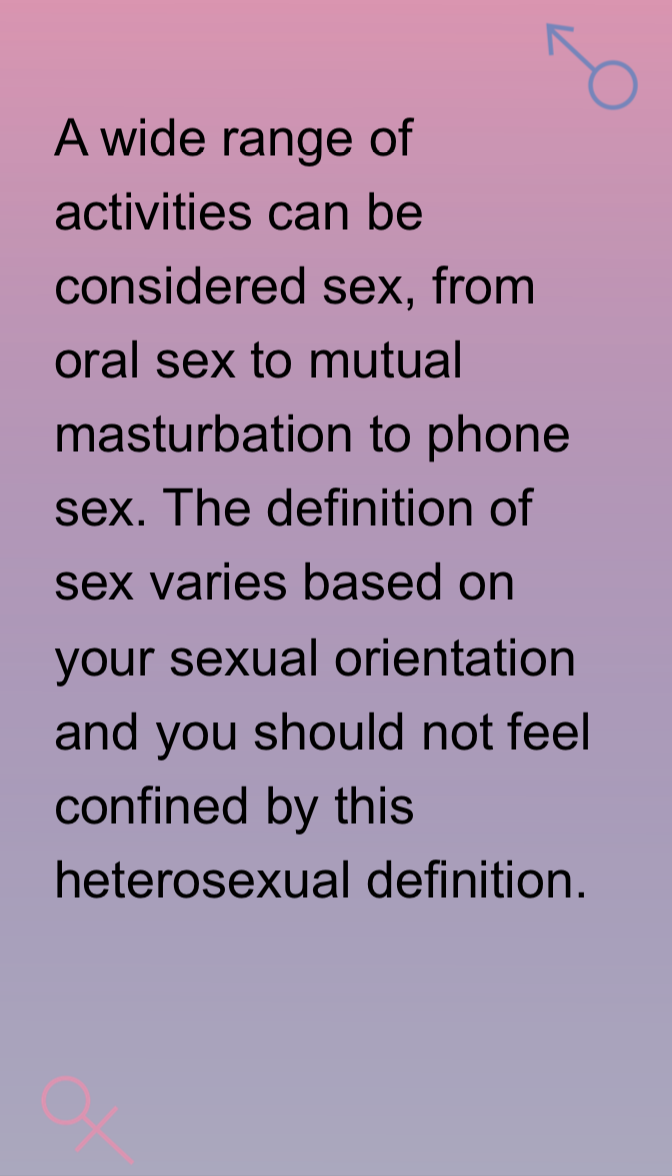 A wide range of
activities can be
considered sex, from
oral sex to mutual
masturbation to phone
sex. The definition of
sex varies based on
your sexual orientation
and you should not feel
confined by this
heterosexual definition.